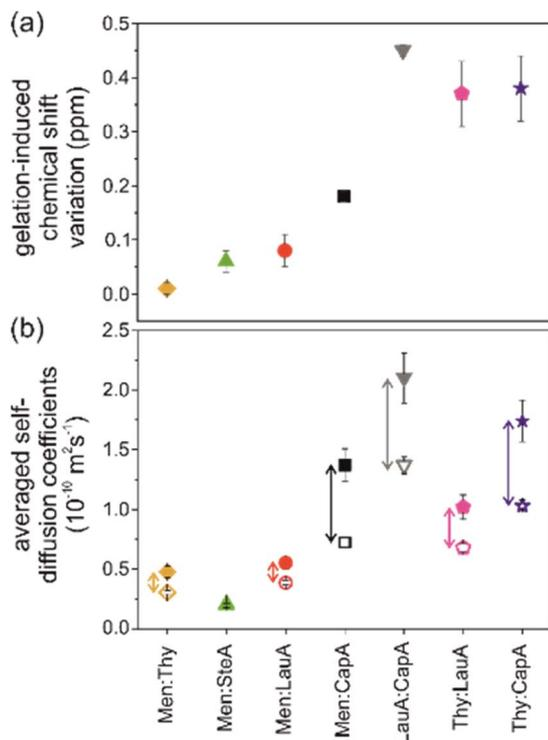 (a)
gelation-induced
chemical shift
variation (ppm)
0.5
0.4
0.3
0.2
0.1
0.0
(b)
averaged self-
diffusion coefficients
(10⁻¹⁰ m²s⁻¹)
2.5
2.0
1.5
1.0
0.5
0.0
Men:Thy
Men:SteA
Men:LauA
Men:CapA
LauA:CapA
Thy:LauA
Thy:CapA